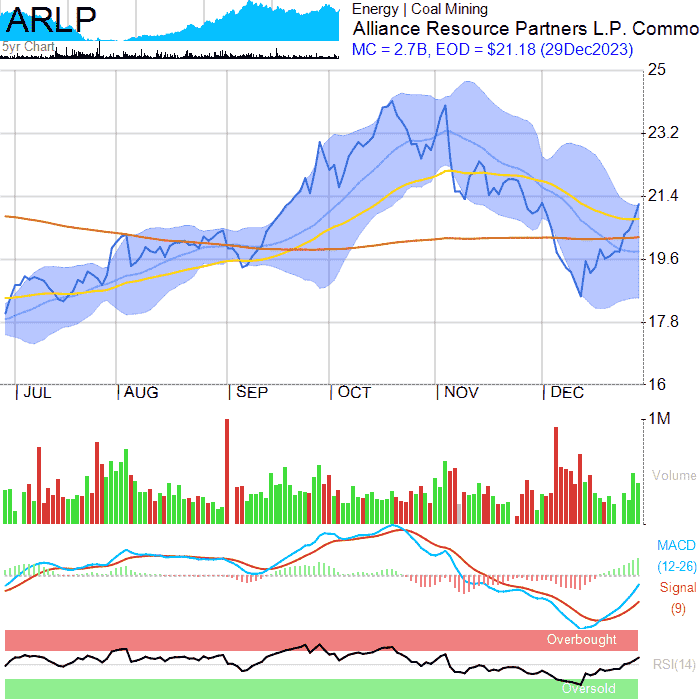 ARLP
5yr Chart
Energy | Coal Mining
Alliance Resource Partners L.P. Commo
MC = 2.7B, EOD = $21.18 (29Dec2023)
25
23.2
21.4
19.6
17.8
16
JUL AUG SEP OCT NOV DEC
1M
Volume
MACD
(12-26)
Signal
(9)
Overbought
RSI(14)
Oversold